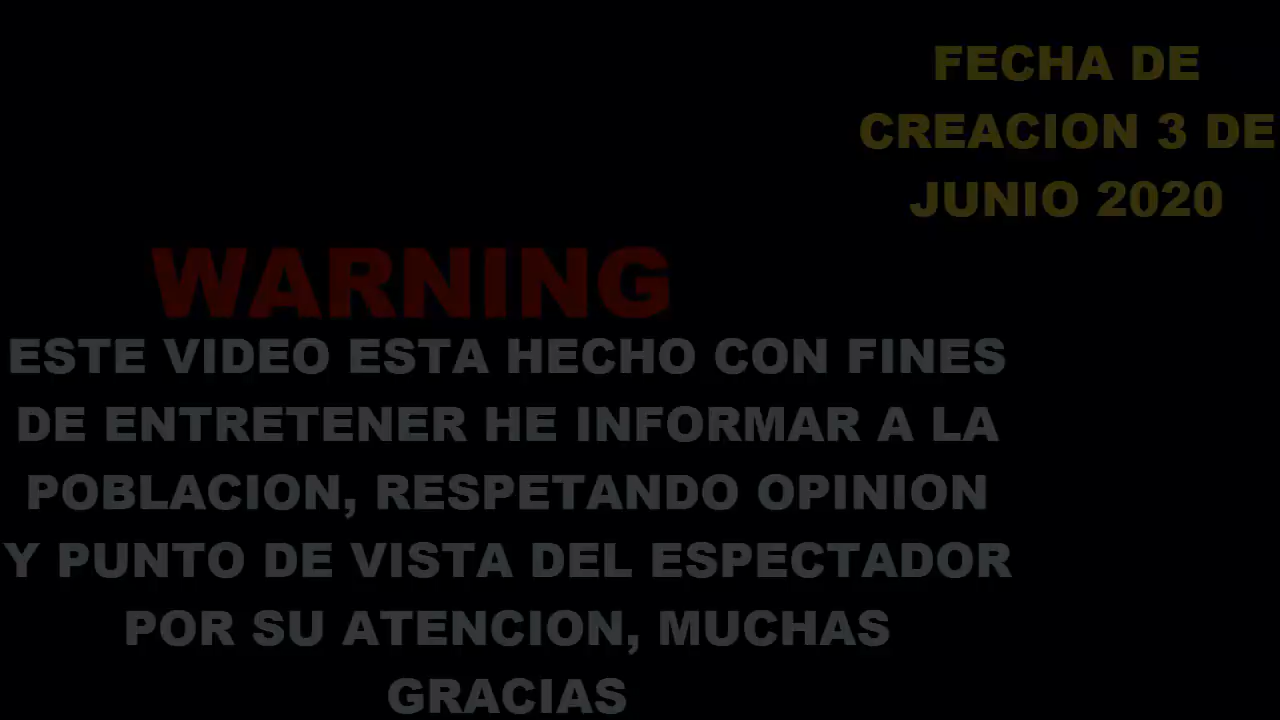 FECHA DE
CREACION 3 DE
JUNIO 2020
WARNING
ESTE VIDEO ESTA HECHO CON FINES
DE ENTRETENER HE INFORMAR A LA
POBLACION, RESPETANDO OPINION
Y PUNTO DE VISTA DEL ESPECTADOR
POR SU ATENCION, MUCHAS
GRACIAS